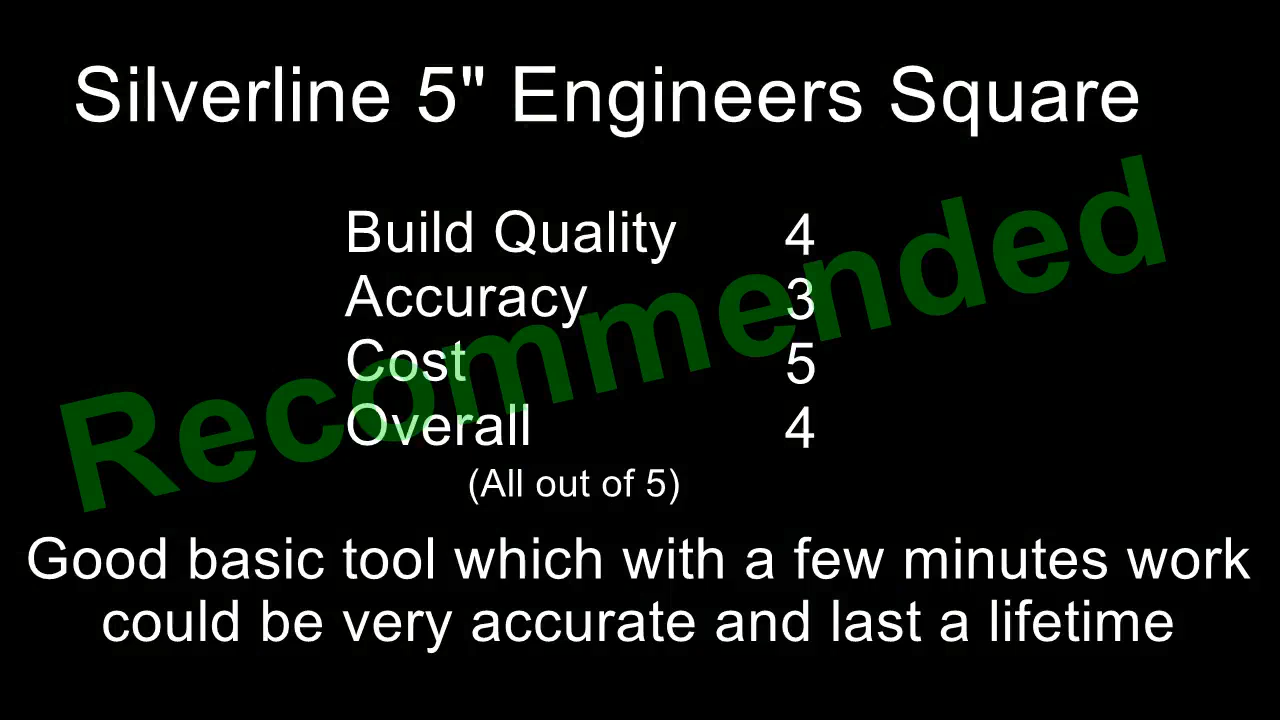 Silverline 5" Engineers Square
Build Quality 4
Accuracy 3
Cost 5
Overall 4
(All out of 5)
Recommended
Good basic tool which with a few minutes work
could be very accurate and last a lifetime